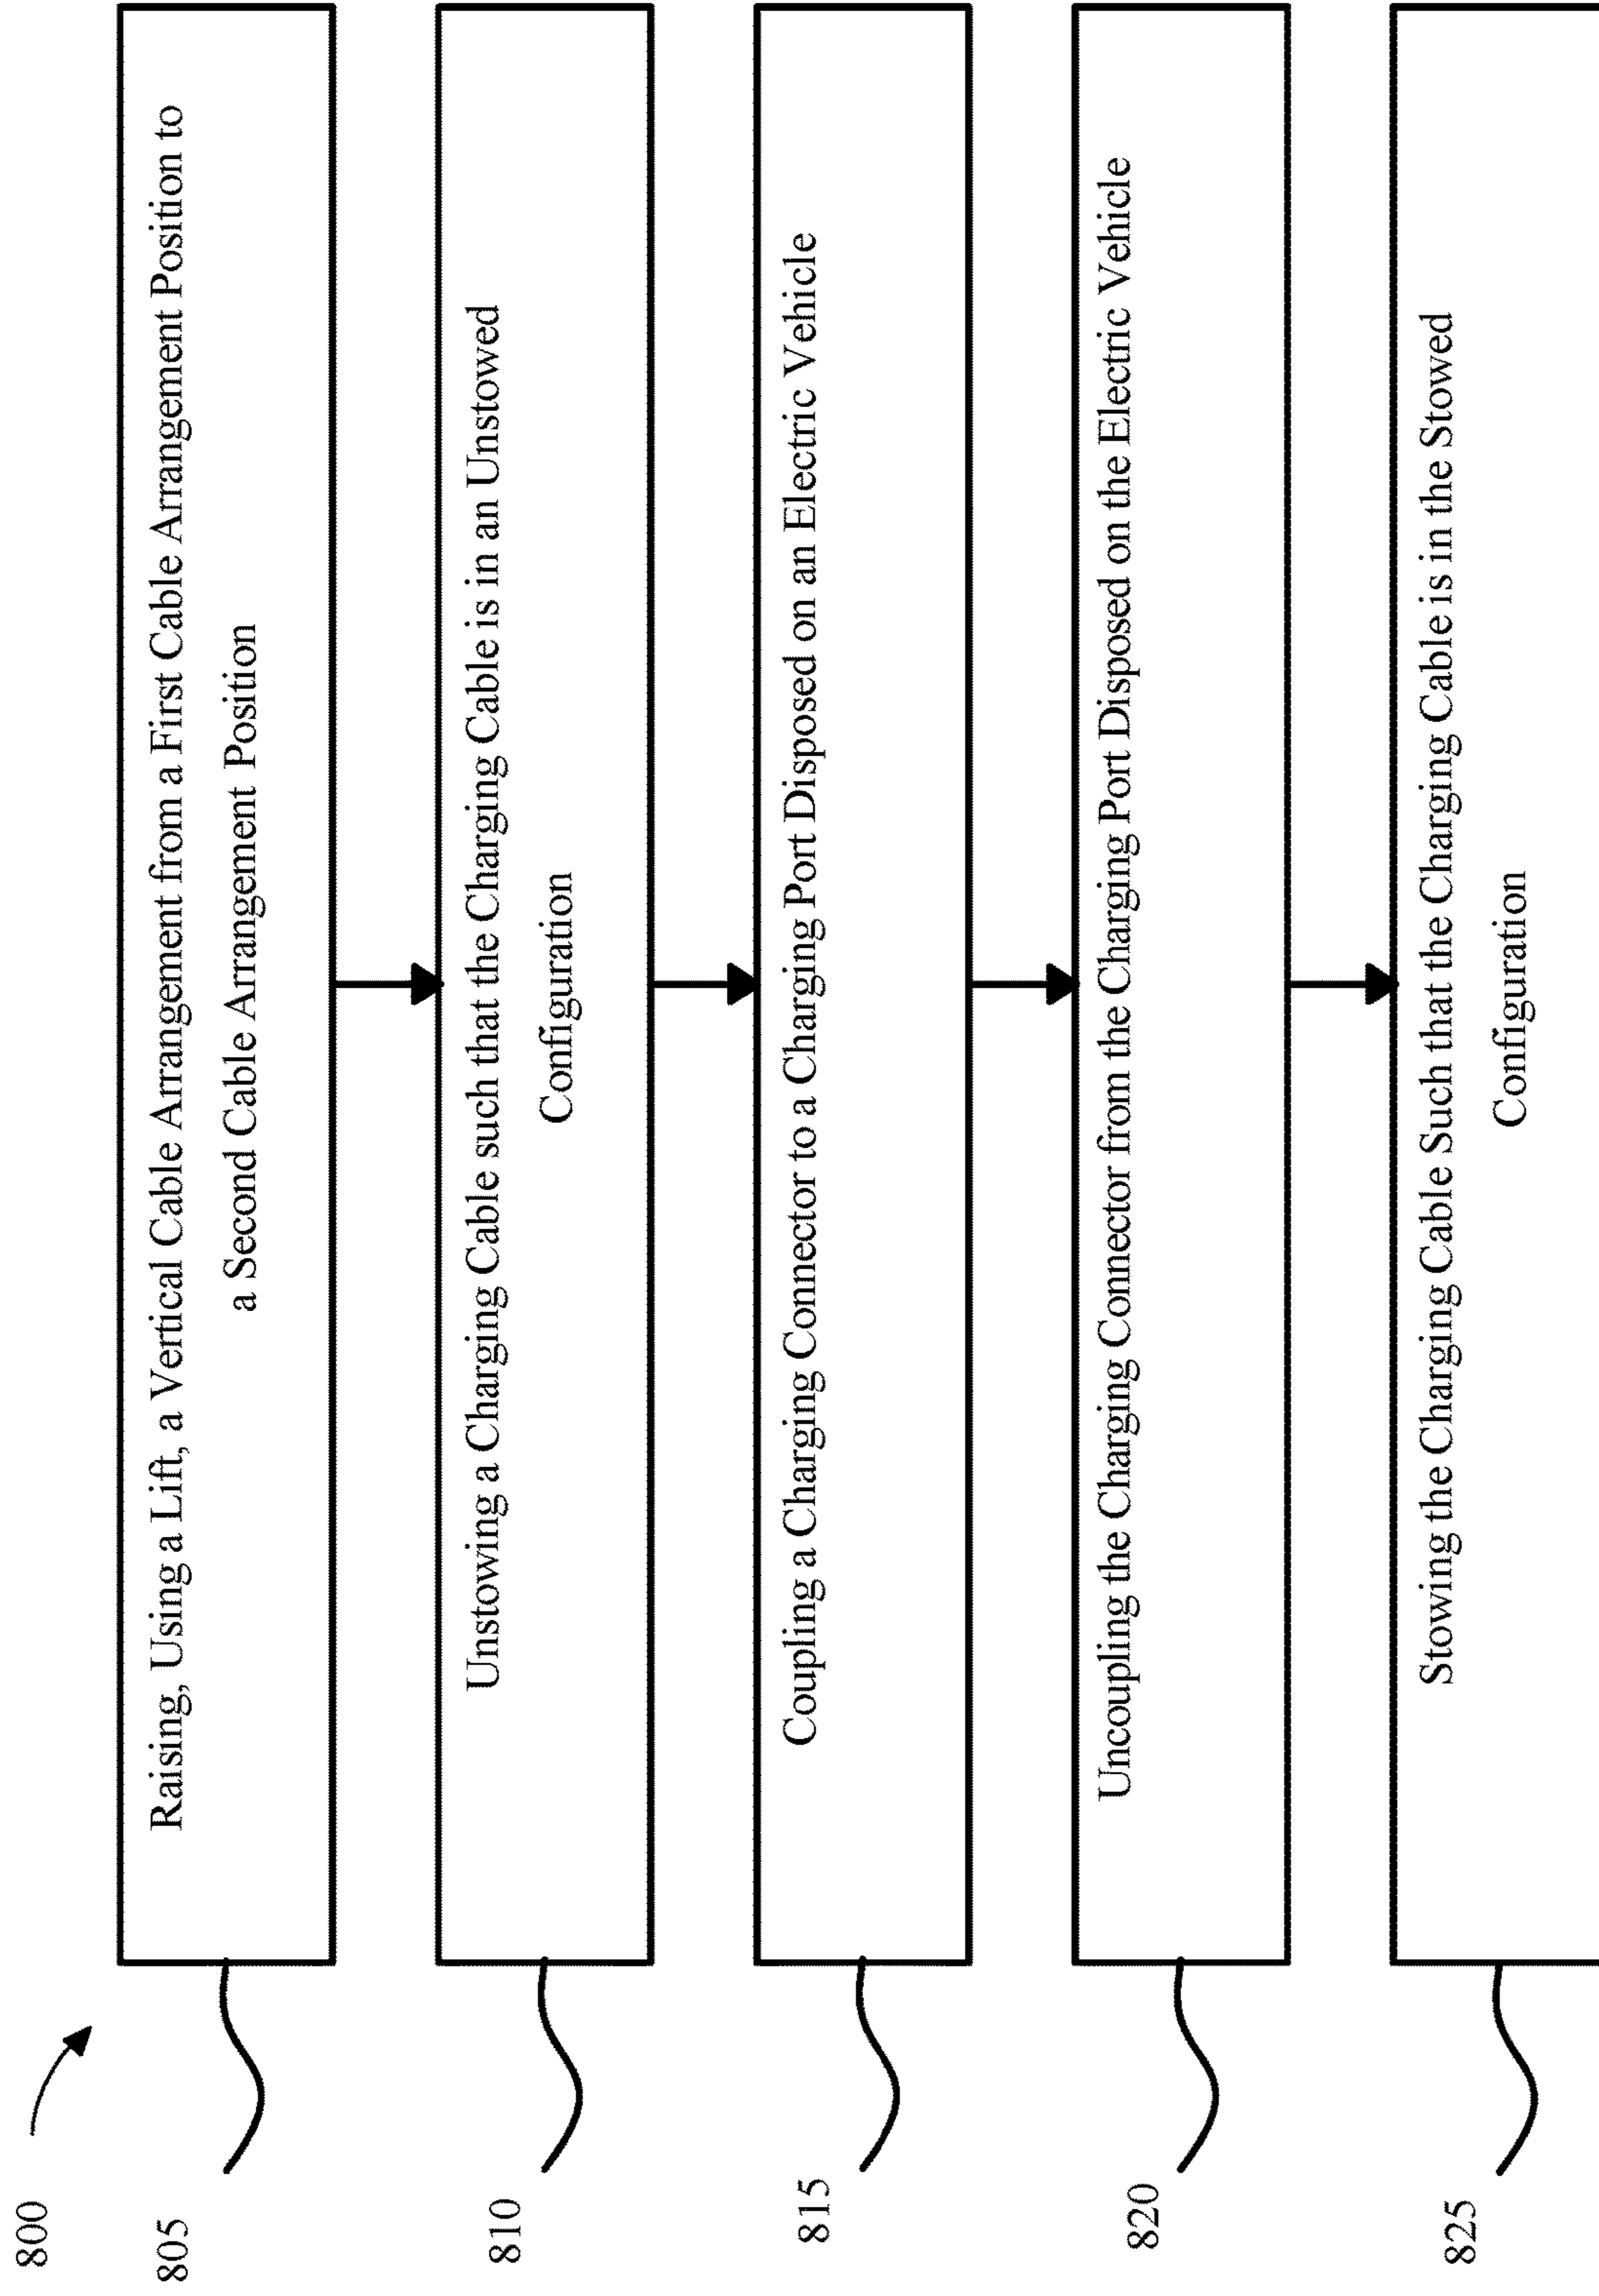 800
805
Raising, Using a Lift, a Vertical Cable Arrangement from a First Cable Arrangement Position to
a Second Cable Arrangement Position
810
Unstowing a Charging Cable such that the Charging Cable is in an Unstowed
Configuration
815
Coupling a Charging Connector to a Charging Port Disposed on an Electric Vehicle
820
Uncoupling the Charging Connector from the Charging Port Disposed on the Electric Vehicle
825
Stowing the Charging Cable Such that the Charging Cable is in the Stowed
Configuration